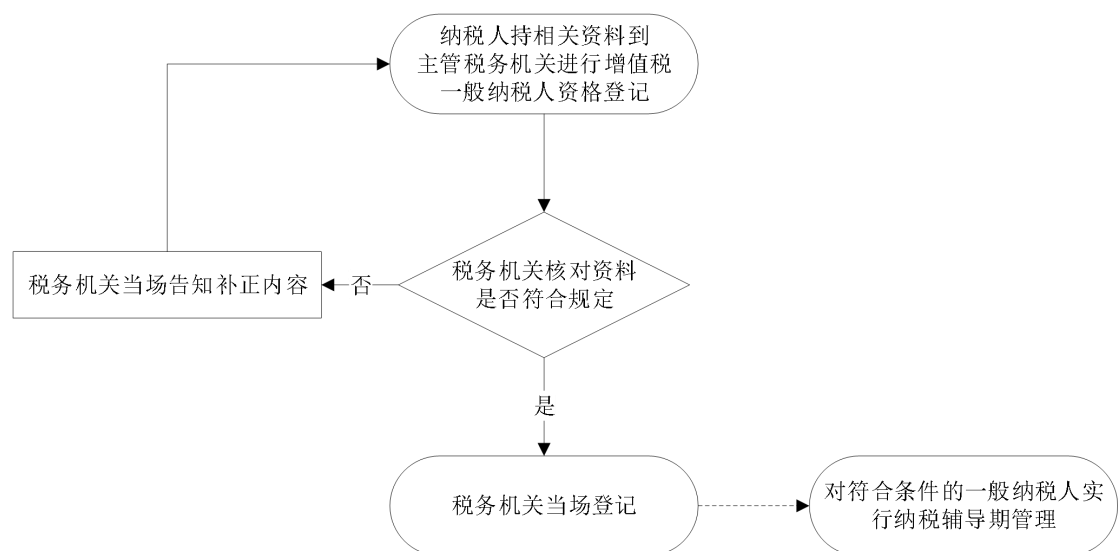 纳税人持相关资料到
主管税务机关进行增值税
一般纳税人资格登记
税务机关核对资料
是否符合规定
否
税务机关当场告知补正内容
是
税务机关当场登记
对符合条件的一般纳税人实
行纳税辅导期管理